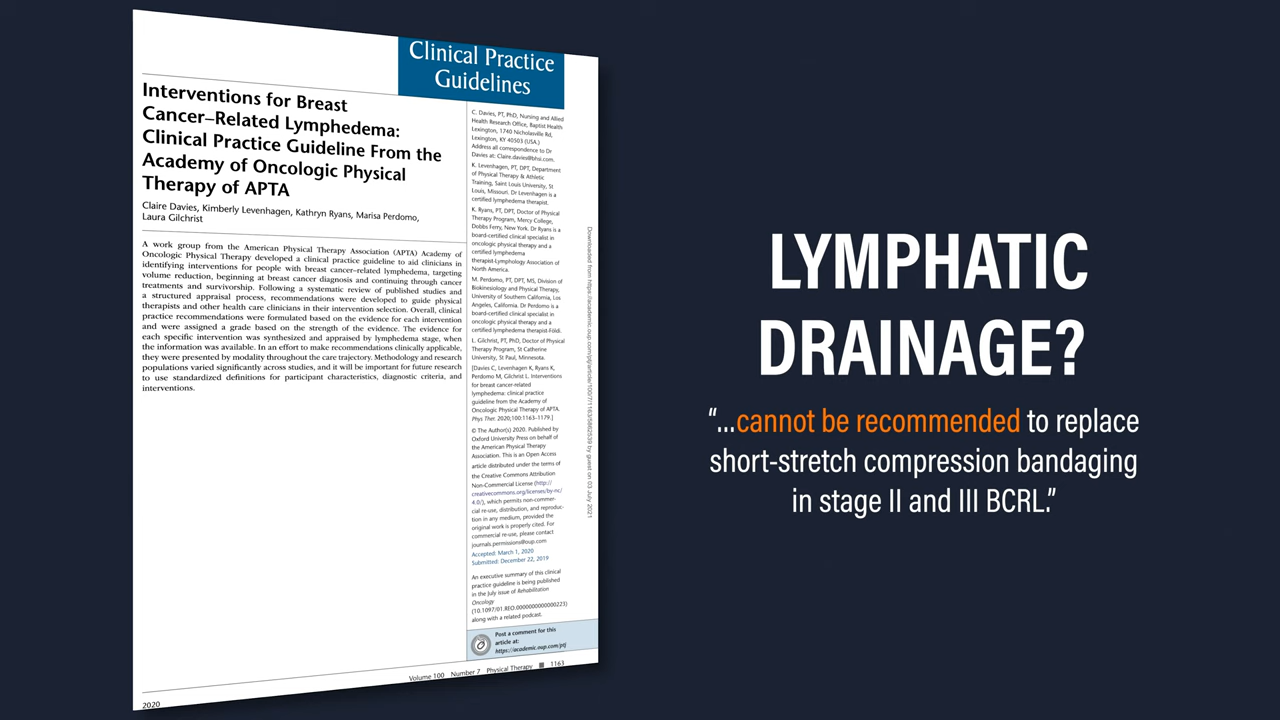 Clinical Practice
Guidelines
Interventions for Breast
Cancer–Related Lymphedema:
Clinical Practice Guideline From the
Academy of Oncologic Physical
Therapy of APTA
Claire Davies, Kimberly Levenhagen, Kathryn Ryans, Marisa Perdomo,
Laura Gilchrist
A work group from the American Physical Therapy Association (APTA) Academy of
Oncologic Physical Therapy developed a clinical practice guideline to aid clinicians in
identifying interventions for people with breast cancer–related lymphedema, targeting
volume reduction, beginning at breast cancer diagnosis and continuing through cancer
treatments and survivorship. Following a systematic review of published studies and
a structured appraisal process, recommendations were developed to guide physical
therapists and other health care clinicians in their intervention selection. Overall, clinical
practice recommendations were formulated based on the evidence for each intervention
and were assigned a grade based on the strength of the evidence. The evidence for
each specific intervention was synthesized and appraised by lymphedema stage, when
the information was available. In an effort to make recommendations clinically applicable,
they were presented by modality throughout the care trajectory. Methodology and research
populations varied significantly across studies, and it will be important for future research
to use standardized definitions for participant characteristics, diagnostic criteria, and
interventions.
C. Davies, PT, PhD, Nursing and Allied
Health Research Office, Baptist Health
Lexington, 1740 Nicholasville Rd,
Lexington, KY 40503 (USA.)
Address all correspondence to Dr
Davies at: Claire.davies@bhsi.com.
K. Levenhagen, PT, DPT, Department
of Physical Therapy & Athletic
Training, Saint Louis University, St
Louis, Missouri. Dr Levenhagen is a
certified lymphedema therapist.
K. Ryans, PT, DPT, Doctor of Physical
Therapy Program, Mercy College,
Dobbs Ferry, New York. Dr Ryans is a
board-certified clinical specialist in
oncologic physical therapy and a
certified lymphedema
therapist-Lymphology Association of
North America.
M. Perdomo, PT, DPT, MS, Division of
Biokinesiology and Physical Therapy,
University of Southern California, Los
Angeles, California. Dr Perdomo is a
board-certified clinical specialist in
oncologic physical therapy and a
certified lymphedema therapist-Földi.
L. Gilchrist, PT, PhD, Doctor of Physical
Therapy Program, St Catherine
University, St Paul, Minnesota.
[Davies C, Levenhagen K, Ryans K,
Perdomo M, Gilchrist L. Interventions
for breast cancer-related
lymphedema: clinical practice
guideline from the Academy of
Oncologic Physical Therapy of APTA.
Phys Ther. 2020;100:1163–1179.]
© The Author(s) 2020. Published by
Oxford University Press on behalf of
the American Physical Therapy
Association. This is an Open Access
article distributed under the terms of
the Creative Commons Attribution
Non-Commercial License (http://
creativecommons.org/licenses/by-nc/
4.0/), which permits non-commer-
cial re-use, distribution, and reproduc-
tion in any medium, provided the
original work is properly cited. For
commercial re-use, please contact
journals.permissions@oup.com
Accepted: March 1, 2020
Submitted: December 22, 2019
An executive summary of this clinical
practice guideline is being published
in the July issue of Rehabilitation
Oncology
(10.1097/01.REO.0000000000000223)
along with a related podcast.
Post a comment for this
article at:
https://academic.oup.com/ptj
Downloaded from https://academic.oup.com/ptj/article/100/7/1163/5862539 by guest on 03 July 2021
2020
Volume 100 Number 7 Physical Therapy ■ 1163
LYMPHATIC
DRAINAGE?
“...cannot be recommended to replace
short-stretch compression bandaging
in stage II and III BCRL.”